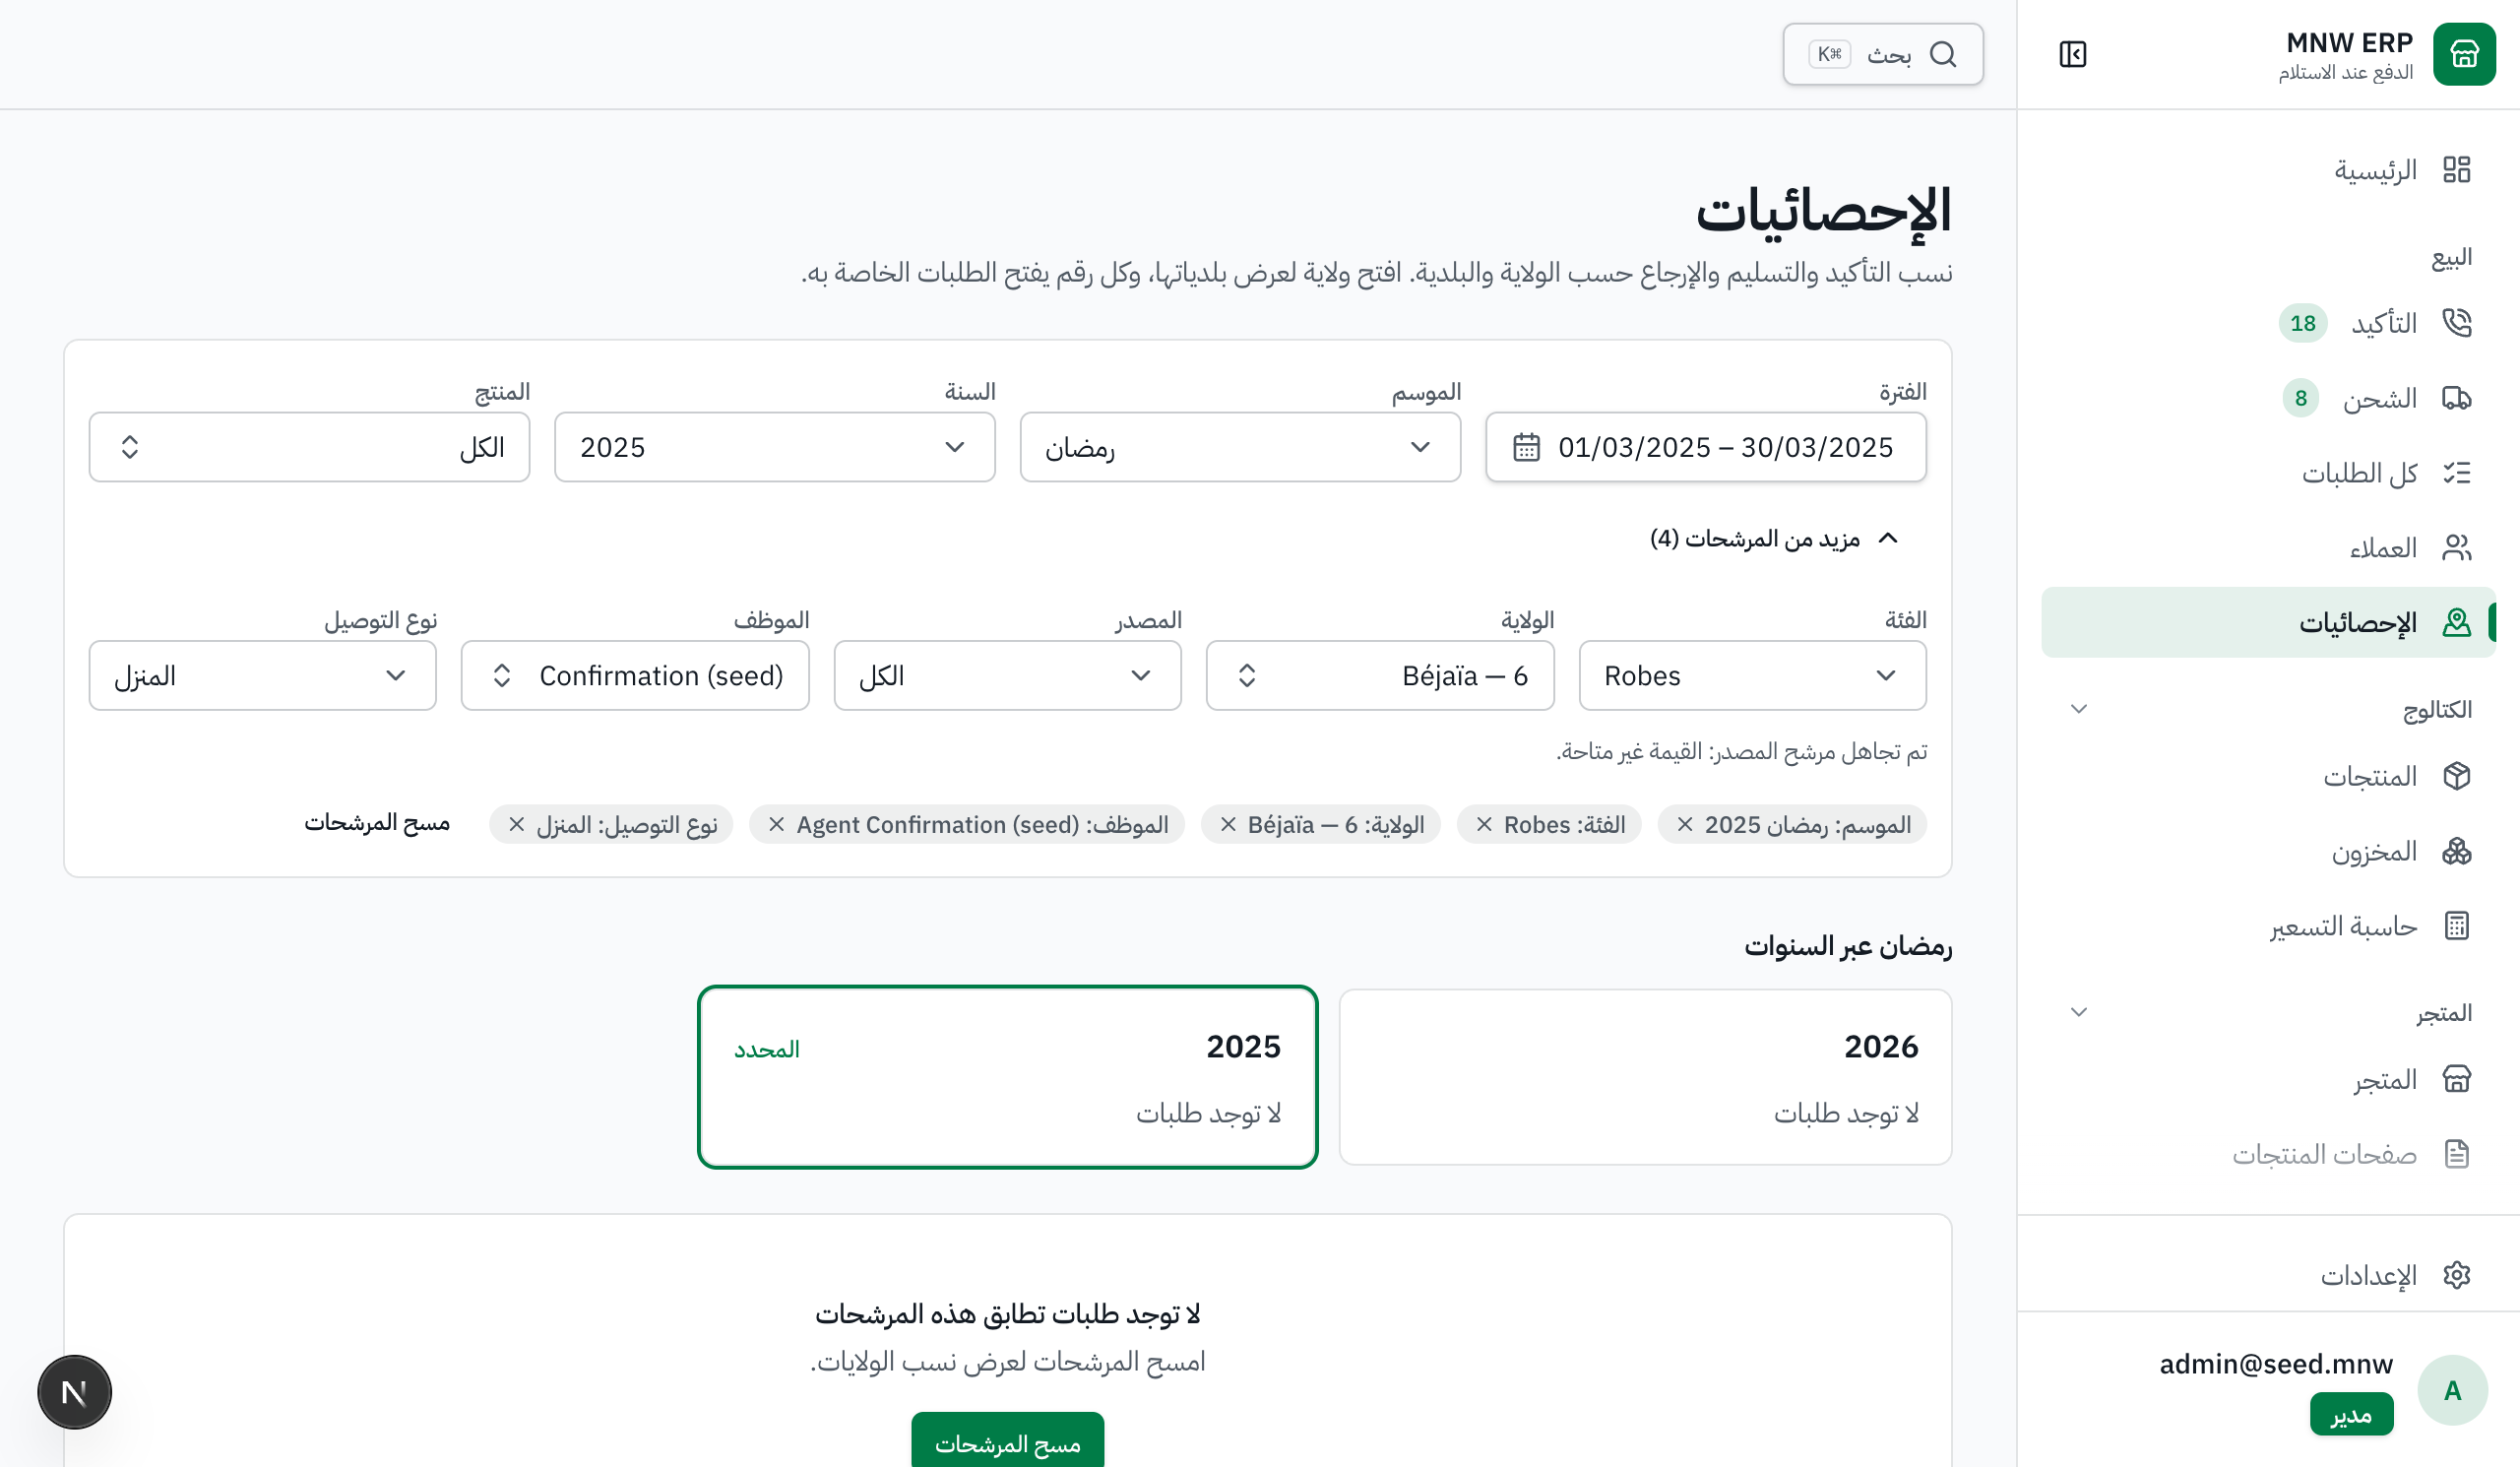 MNW ERP
الدفع عند الاستلام
الرئيسية
البيع
التأكيد 18
الشحن 8
كل الطلبات
العملاء
الإحصائيات
الكتالوج
المنتجات
المخزون
حاسبة التسعير
المتجر
المتجر
صفحات المنتجات
الإعدادات
admin@seed.mnw
مدير
A
بحث ⌘K
الإحصائيات
نسب التأكيد والتسليم والإرجاع حسب الولاية والبلدية. افتح ولاية لعرض بلدياتها، وكل رقم يفتح الطلبات الخاصة به.
الفترة
01/03/2025 – 30/03/2025
الموسم
رمضان
السنة
2025
المنتج
الكل
مزيد من المرشحات (4)
الفئة
Robes
الولاية
6 — Béjaïa
المصدر
الكل
الموظف
Confirmation (seed)
نوع التوصيل
المنزل
تم تجاهل مرشح المصدر: القيمة غير متاحة.
الموسم: رمضان 2025
الفئة: Robes
الولاية: 6 — Béjaïa
الموظف: Agent Confirmation (seed)
نوع التوصيل: المنزل
مسح المرشحات
رمضان عبر السنوات
2026
لا توجد طلبات
2025
المحدد
لا توجد طلبات
لا توجد طلبات تطابق هذه المرشحات
امسح المرشحات لعرض نسب الولايات.
مسح المرشحات
N